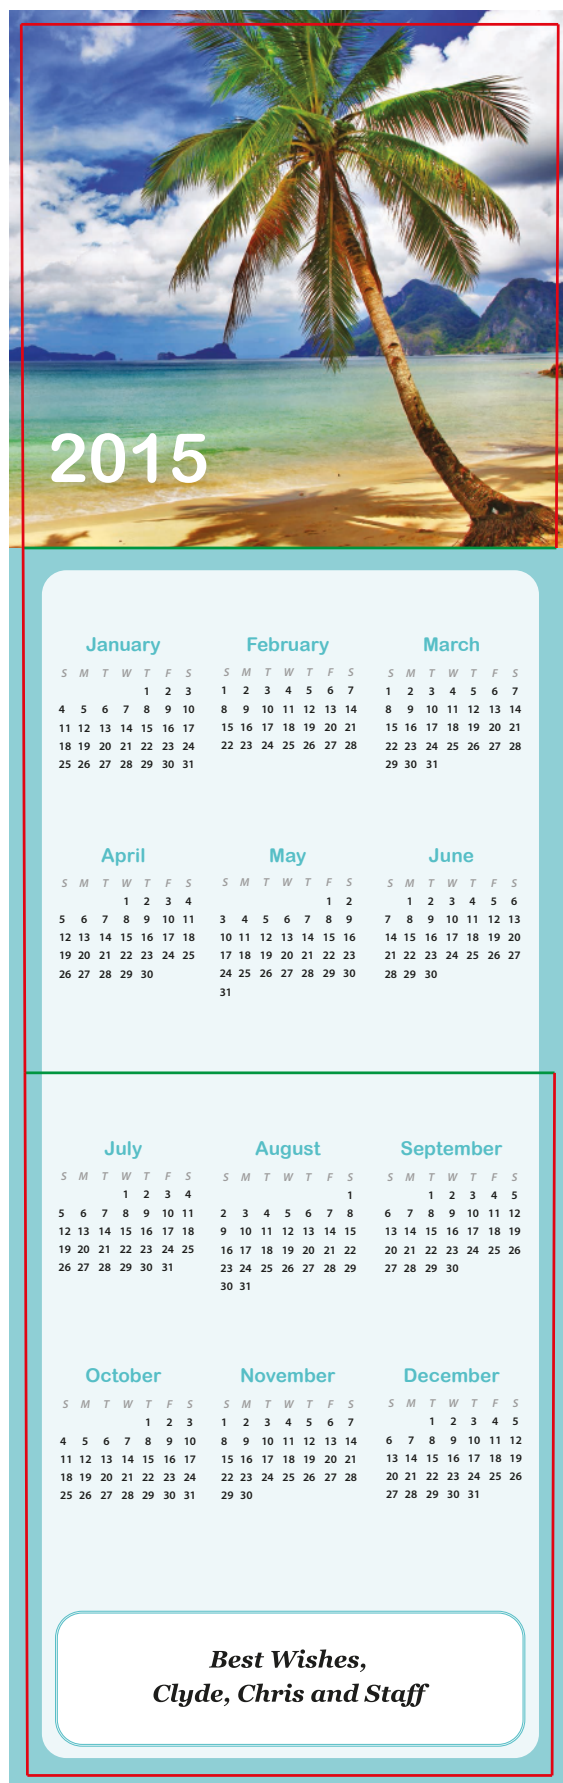 2015
January
S M T W T F S
1 2 3
4 5 6 7 8 9 10
11 12 13 14 15 16 17
18 19 20 21 22 23 24
25 26 27 28 29 30 31
February
S M T W T F S
1 2 3 4 5 6 7
8 9 10 11 12 13 14
15 16 17 18 19 20 21
22 23 24 25 26 27 28
March
S M T W T F S
1 2 3 4 5 6 7
8 9 10 11 12 13 14
15 16 17 18 19 20 21
22 23 24 25 26 27 28
29 30 31
April
S M T W T F S
1 2 3 4
5 6 7 8 9 10 11
12 13 14 15 16 17 18
19 20 21 22 23 24 25
26 27 28 29 30
May
S M T W T F S
1 2
3 4 5 6 7 8 9
10 11 12 13 14 15 16
17 18 19 20 21 22 23
24 25 26 27 28 29 30
31
June
S M T W T F S
1 2 3 4 5 6
7 8 9 10 11 12 13
14 15 16 17 18 19 20
21 22 23 24 25 26 27
28 29 30
July
S M T W T F S
1 2 3 4
5 6 7 8 9 10 11
12 13 14 15 16 17 18
19 20 21 22 23 24 25
26 27 28 29 30 31
August
S M T W T F S
1
2 3 4 5 6 7 8
9 10 11 12 13 14 15
16 17 18 19 20 21 22
23 24 25 26 27 28 29
30 31
September
S M T W T F S
1 2 3 4 5
6 7 8 9 10 11 12
13 14 15 16 17 18 19
20 21 22 23 24 25 26
27 28 29 30
October
S M T W T F S
1 2 3
4 5 6 7 8 9 10
11 12 13 14 15 16 17
18 19 20 21 22 23 24
25 26 27 28 29 30 31
November
S M T W T F S
1 2 3 4 5 6 7
8 9 10 11 12 13 14
15 16 17 18 19 20 21
22 23 24 25 26 27 28
29 30
December
S M T W T F S
1 2 3 4 5
6 7 8 9 10 11 12
13 14 15 16 17 18 19
20 21 22 23 24 25 26
27 28 29 30 31
Best Wishes,
Clyde, Chris and Staff